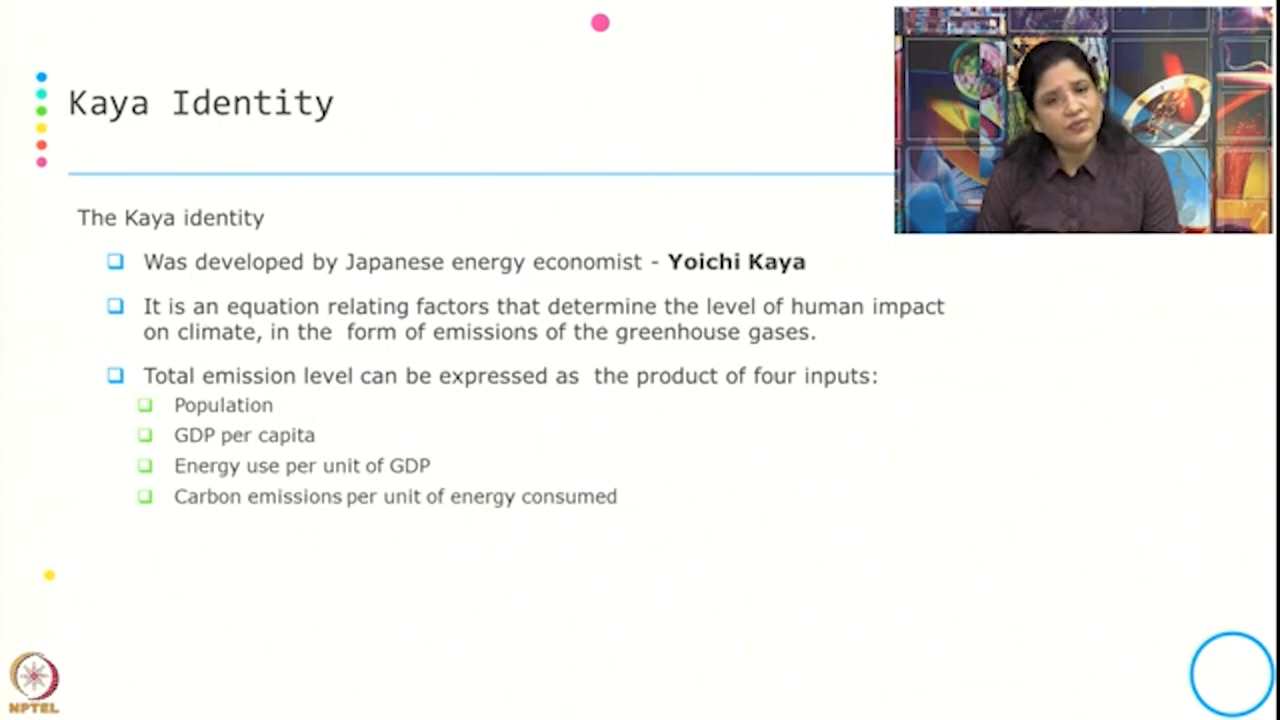 Kaya Identity
The Kaya identity
Was developed by Japanese energy economist - Yoichi Kaya
It is an equation relating factors that determine the level of human impact
on climate, in the form of emissions of the greenhouse gases.
Total emission level can be expressed as the product of four inputs:
Population
GDP per capita
Energy use per unit of GDP
Carbon emissions per unit of energy consumed
NPTEL